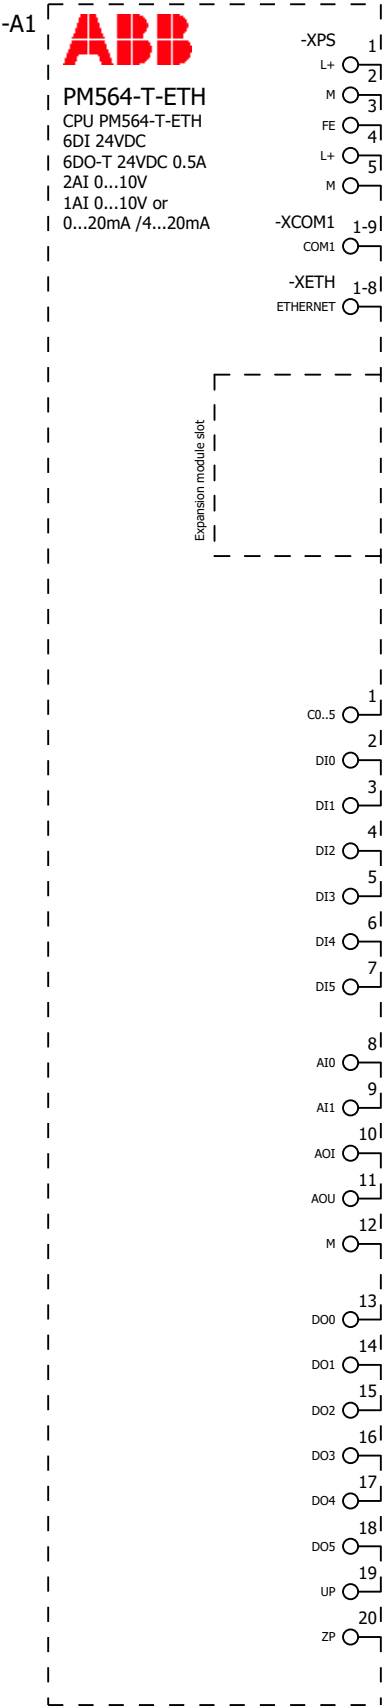 -A1
ABB
PM564-T-ETH
CPU PM564-T-ETH
6DI 24VDC
6DO-T 24VDC 0.5A
2AI 0...10V
1AI 0...10V or
0...20mA /4...20mA
-XPS
1
L+
2
M
3
FE
4
L+
5
M
-XCOM1 1-9
COM1
-XETH 1-8
ETHERNET
Expansion module slot
1
C0..5
2
DI0
3
DI1
4
DI2
5
DI3
6
DI4
7
DI5
8
AI0
9
AI1
10
AOI
11
AOU
12
M
13
DO0
14
DO1
15
DO2
16
DO3
17
DO4
18
DO5
19
UP
20
ZP